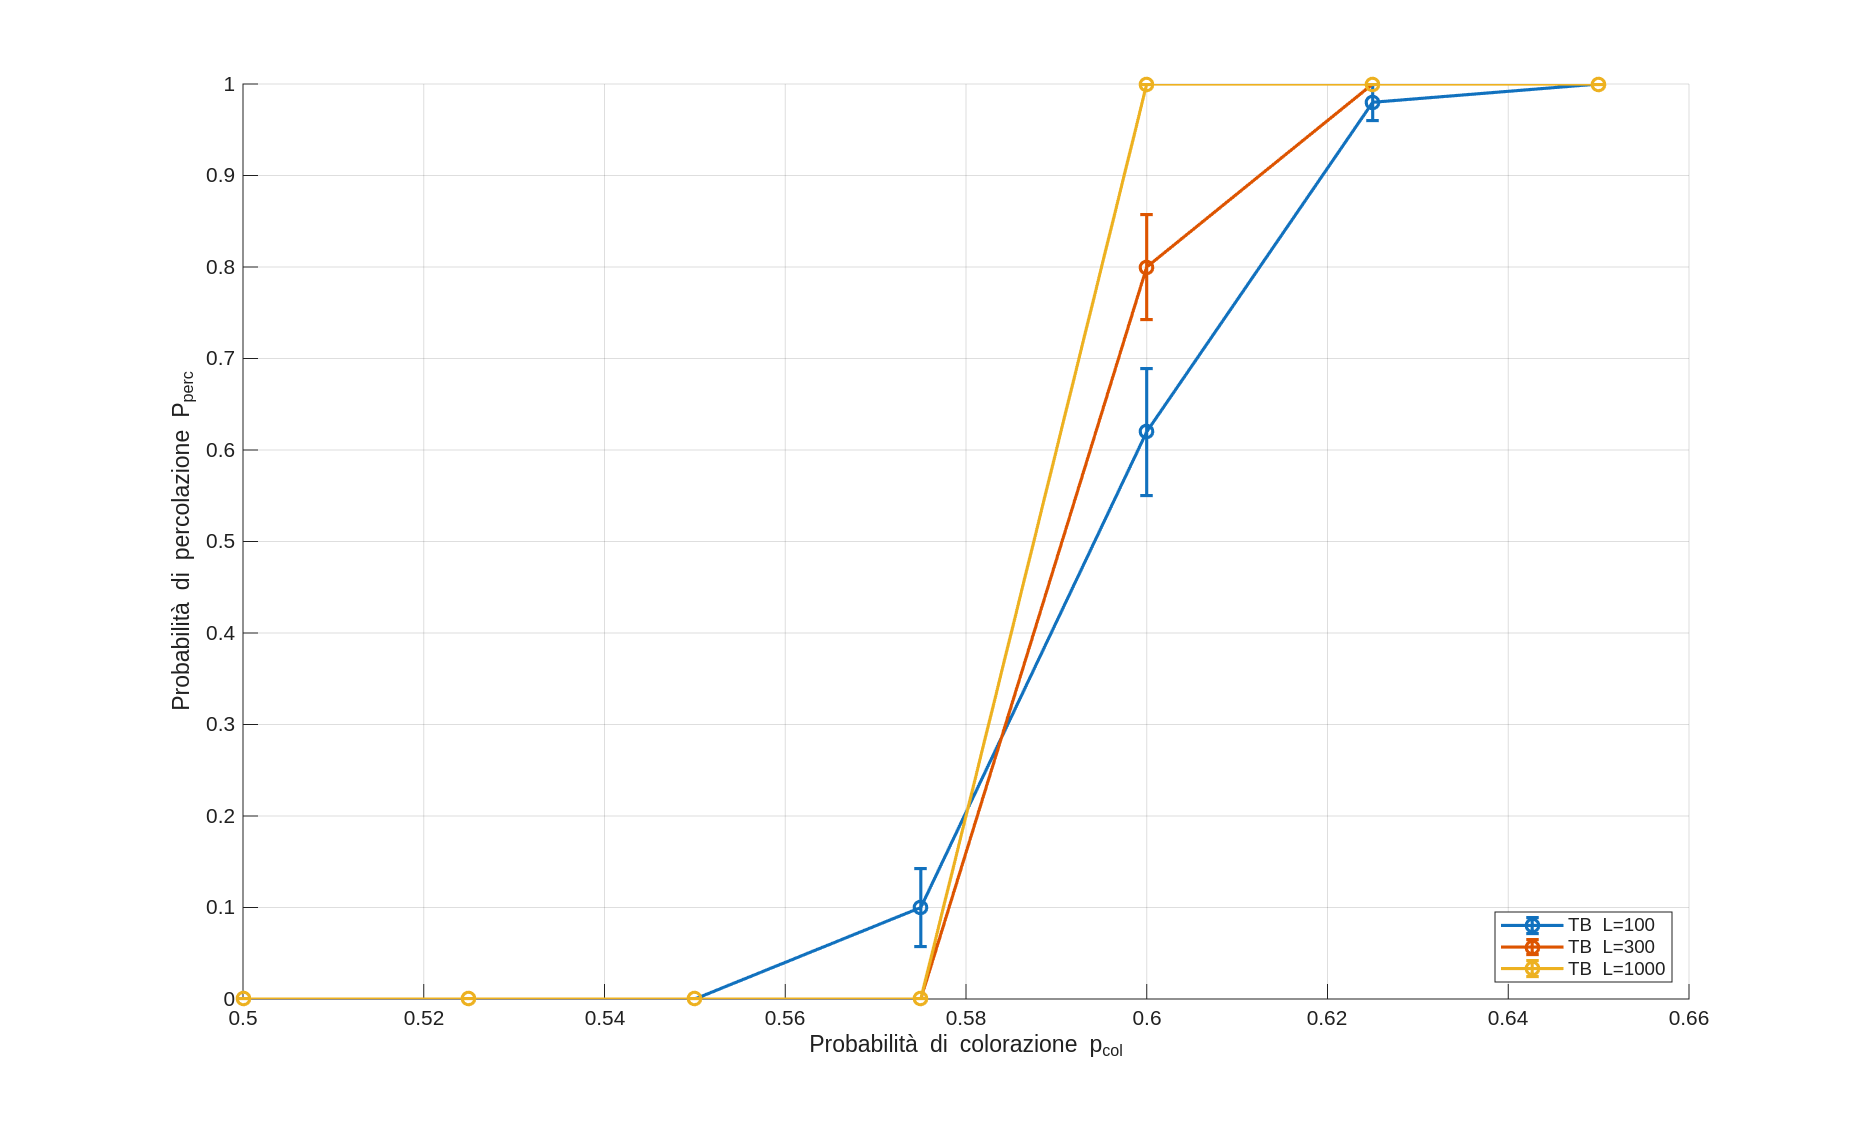 1
0.9
0.8
0.7
0.6
0.5
0.4
0.3
0.2
0.1
0
Probabilità di percolazione Pperc
0.5 0.52 0.54 0.56 0.58 0.6 0.62 0.64 0.66
Probabilità di colorazione pcol
TB L=100
TB L=300
TB L=1000